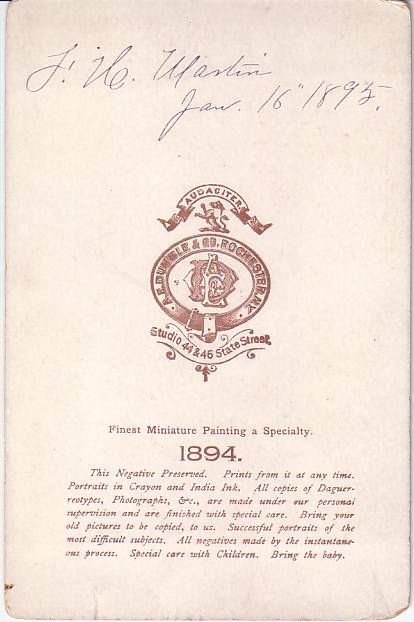 F. H. Martin
Jan. 16" 1895.
AUDACITER.
A. E. DUMBLE & CO. ROCHESTER, N.Y.
Studio 44 & 46 State Street.
Finest Miniature Painting a Specialty.
1894.
This Negative Preserved. Prints from it at any time.
Portraits in Crayon and India Ink. All copies of Daguer-
reotypes, Photographs, &c., are made under our personal
supervision and are finished with special care. Bring your
old pictures to be copied, to us. Successful portraits of the
most difficult subjects. All negatives made by the instantane-
ous process. Special care with Children. Bring the baby.